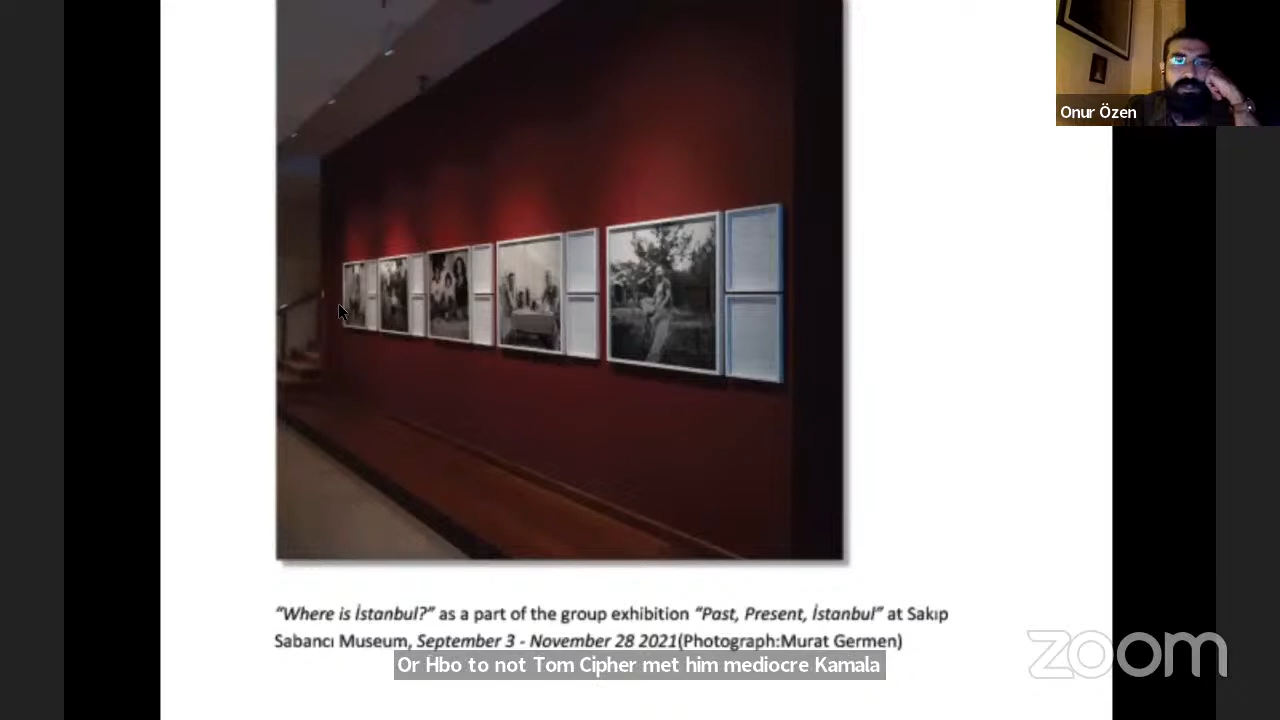 Onur Özen
“Where is İstanbul?” as a part of the group exhibition “Past, Present, İstanbul” at Sakıp
Sabancı Museum, September 3 - November 28 2021(Photograph:Murat Germen)
Or Hbo to not Tom Cipher met him mediocre Kamala
zoom